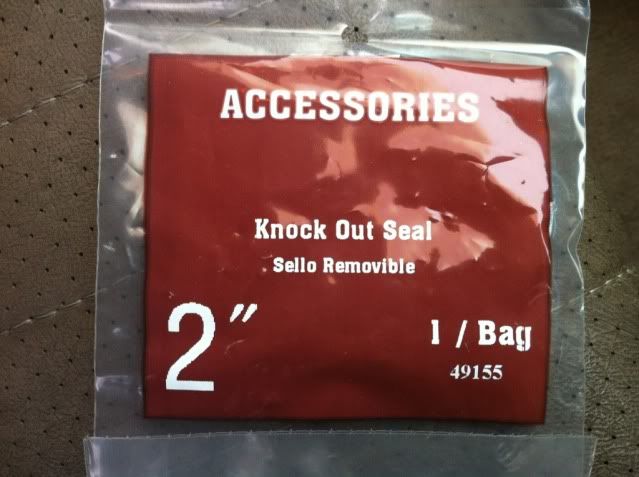 ACCESSORIES
Knock Out Seal
Sello Removible
2"
1 / Bag
49155